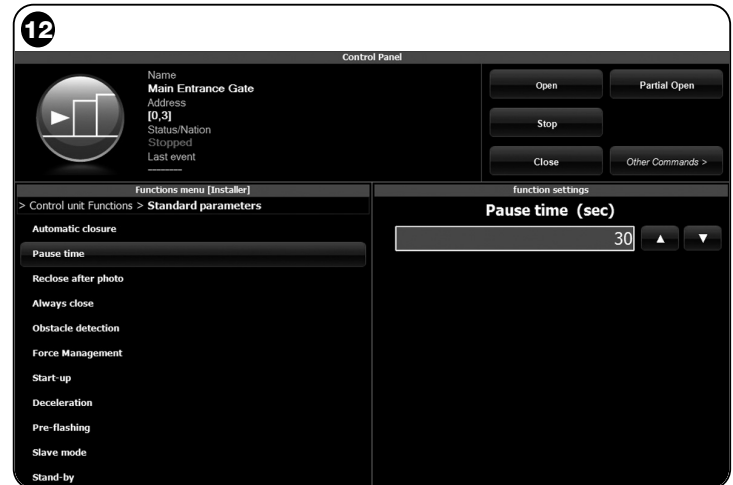 12
Control Panel
Name
Main Entrance Gate
Address
[0,3]
Status/Nation
Stopped
Last event
--------
Open
Partial Open
Stop
Close
Other Commands >
Functions menu [Installer]
> Control unit Functions > Standard parameters
Automatic closure
Pause time
Reclose after photo
Always close
Obstacle detection
Force Management
Start-up
Deceleration
Pre-flashing
Slave mode
Stand-by
function settings
Pause time (sec)
30